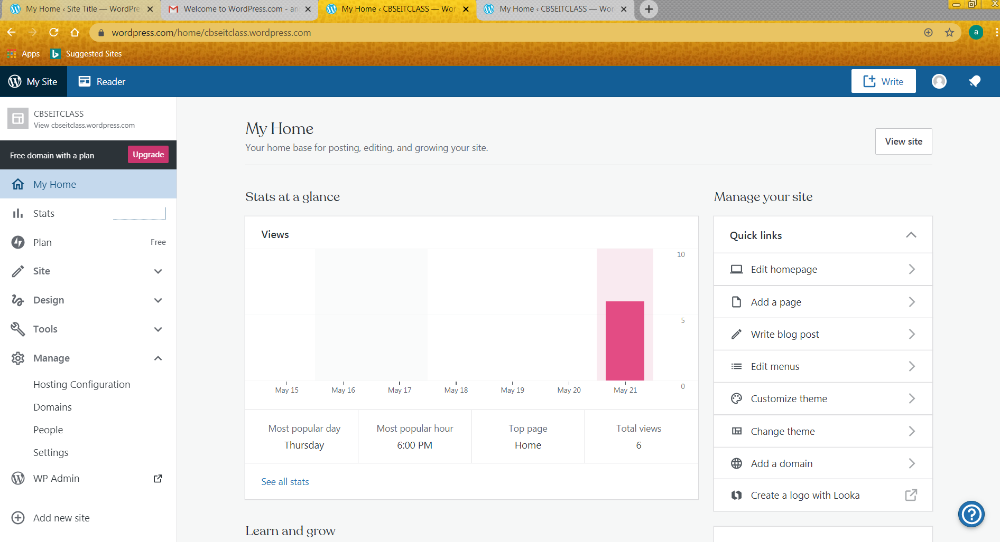 My Home ‹ Site Title — WordPre
Welcome to WordPress.com - an
My Home ‹ CBSEITCLASS — Wor
My Home ‹ CBSEITCLASS — Wor
wordpress.com/home/cbseitclass.wordpress.com
a
Apps
Suggested Sites
My Site
Reader
Write
CBSEITCLASS
View cbseitclass.wordpress.com
Free domain with a plan
Upgrade
My Home
Stats
Plan
Free
Site
Design
Tools
Manage
Hosting Configuration
Domains
People
Settings
WP Admin
Add new site
My Home
Your home base for posting, editing, and growing your site.
View site
Stats at a glance
Views
10
5
0
May 15
May 16
May 17
May 18
May 19
May 20
May 21
Most popular day
Thursday
Most popular hour
6:00 PM
Top page
Home
Total views
6
See all stats
Learn and grow
Manage your site
Quick links
Edit homepage
Add a page
Write blog post
Edit menus
Customize theme
Change theme
Add a domain
Create a logo with Looka